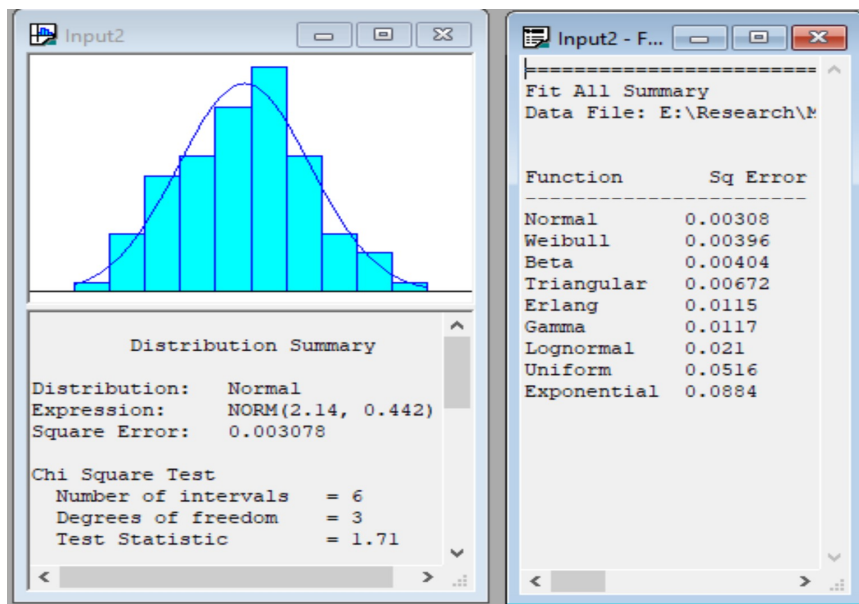 Input2
Distribution Summary
Distribution: Normal
Expression: NORM(2.14, 0.442)
Square Error: 0.003078
Chi Square Test
Number of intervals = 6
Degrees of freedom = 3
Test Statistic = 1.71
Input2 - F...
==========================
Fit All Summary
Data File: E:\Research\M
Function Sq Error
------------------------
Normal 0.00308
Weibull 0.00396
Beta 0.00404
Triangular 0.00672
Erlang 0.0115
Gamma 0.0117
Lognormal 0.021
Uniform 0.0516
Exponential 0.0884